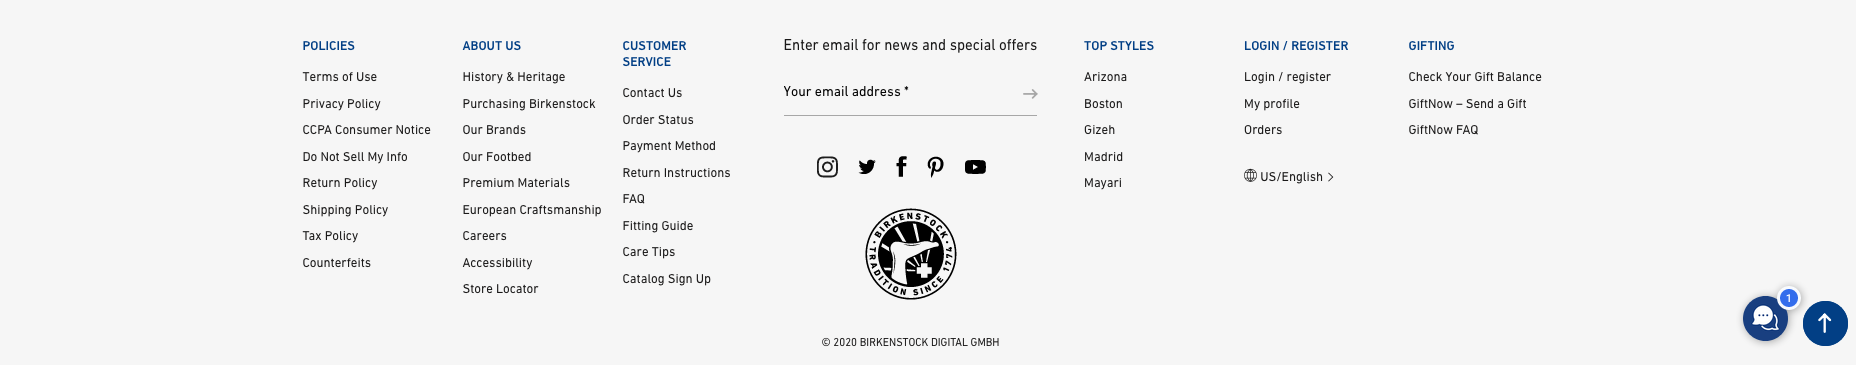 POLICIES
Terms of Use
Privacy Policy
CCPA Consumer Notice
Do Not Sell My Info
Return Policy
Shipping Policy
Tax Policy
Counterfeits
ABOUT US
History & Heritage
Purchasing Birkenstock
Our Brands
Our Footbed
Premium Materials
European Craftsmanship
Careers
Accessibility
Store Locator
CUSTOMER
SERVICE
Contact Us
Order Status
Payment Method
Return Instructions
FAQ
Fitting Guide
Care Tips
Catalog Sign Up
Enter email for news and special offers
Your email address *
BIRKENSTOCK
TRADITION SINCE 1774
© 2020 BIRKENSTOCK DIGITAL GMBH
TOP STYLES
Arizona
Boston
Gizeh
Madrid
Mayari
LOGIN / REGISTER
Login / register
My profile
Orders
US/English
GIFTING
Check Your Gift Balance
GiftNow – Send a Gift
GiftNow FAQ
1